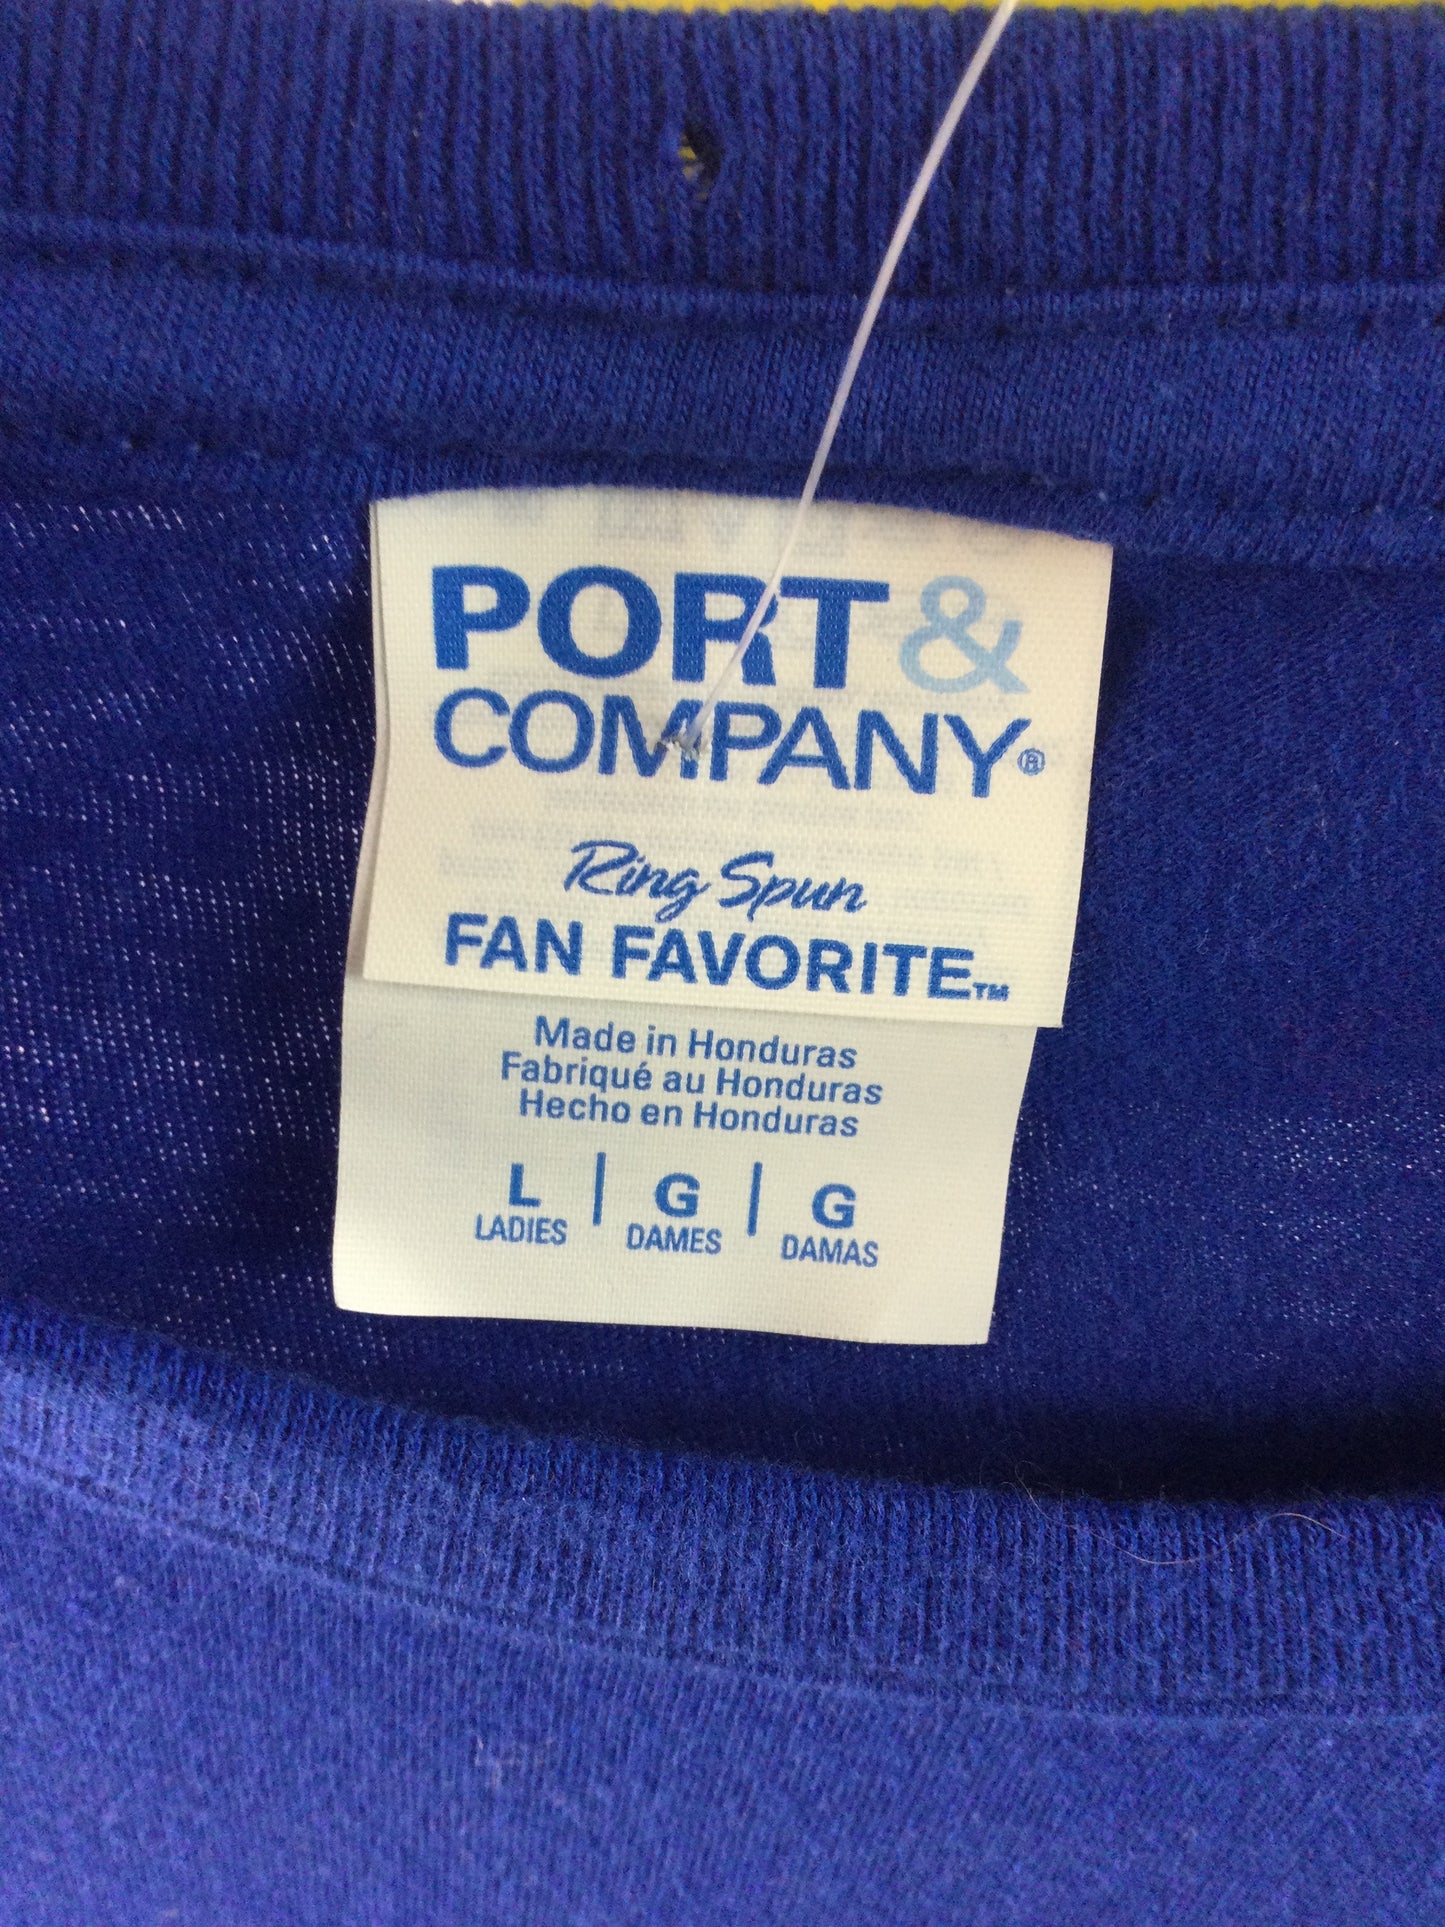 PORT &
COMPANY®
Ring Spun
FAN FAVORITE™
Made in Honduras
Fabriqué au Honduras
Hecho en Honduras
L | G | G
LADIES DAMES DAMAS